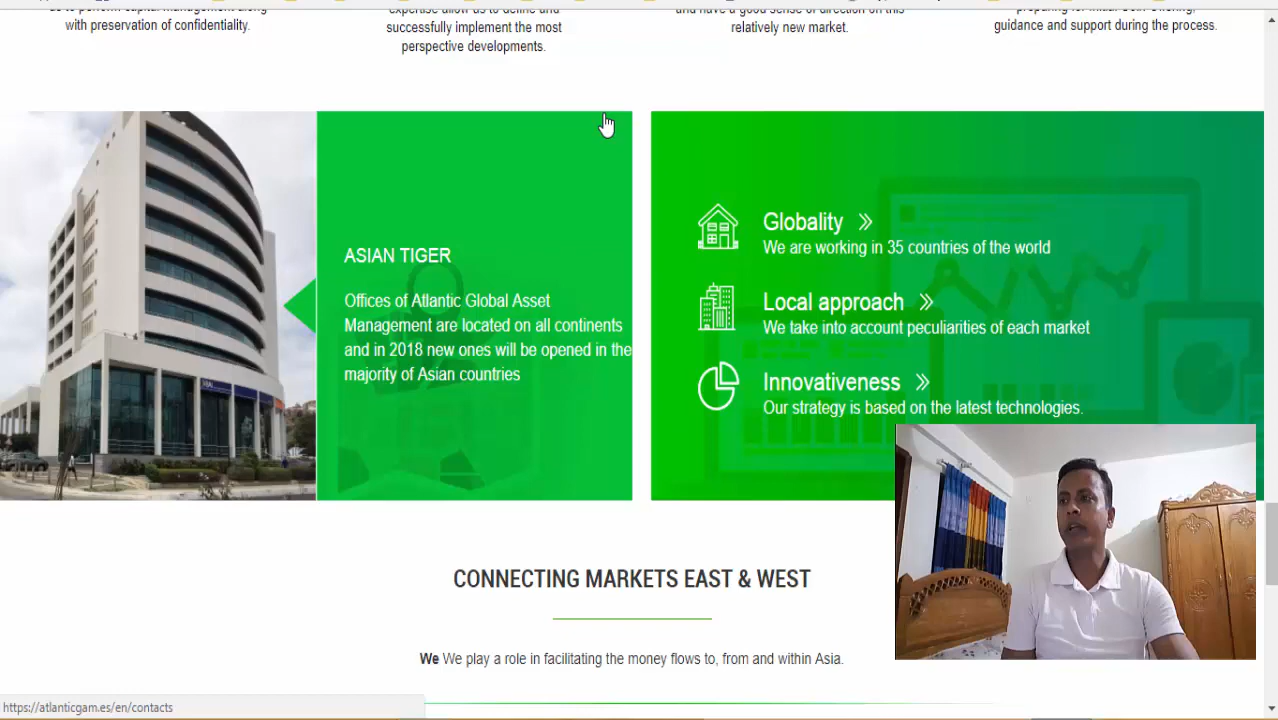 with preservation of confidentiality.
successfully implement the most
perspective developments.
relatively new market.
guidance and support during the process.
ASIAN TIGER
Offices of Atlantic Global Asset
Management are located on all continents
and in 2018 new ones will be opened in the
majority of Asian countries
Globality
We are working in 35 countries of the world
Local approach
We take into account peculiarities of each market
Innovativeness
Our strategy is based on the latest technologies.
CONNECTING MARKETS EAST & WEST
We We play a role in facilitating the money flows to, from and within Asia.
https://atlanticgam.es/en/contacts